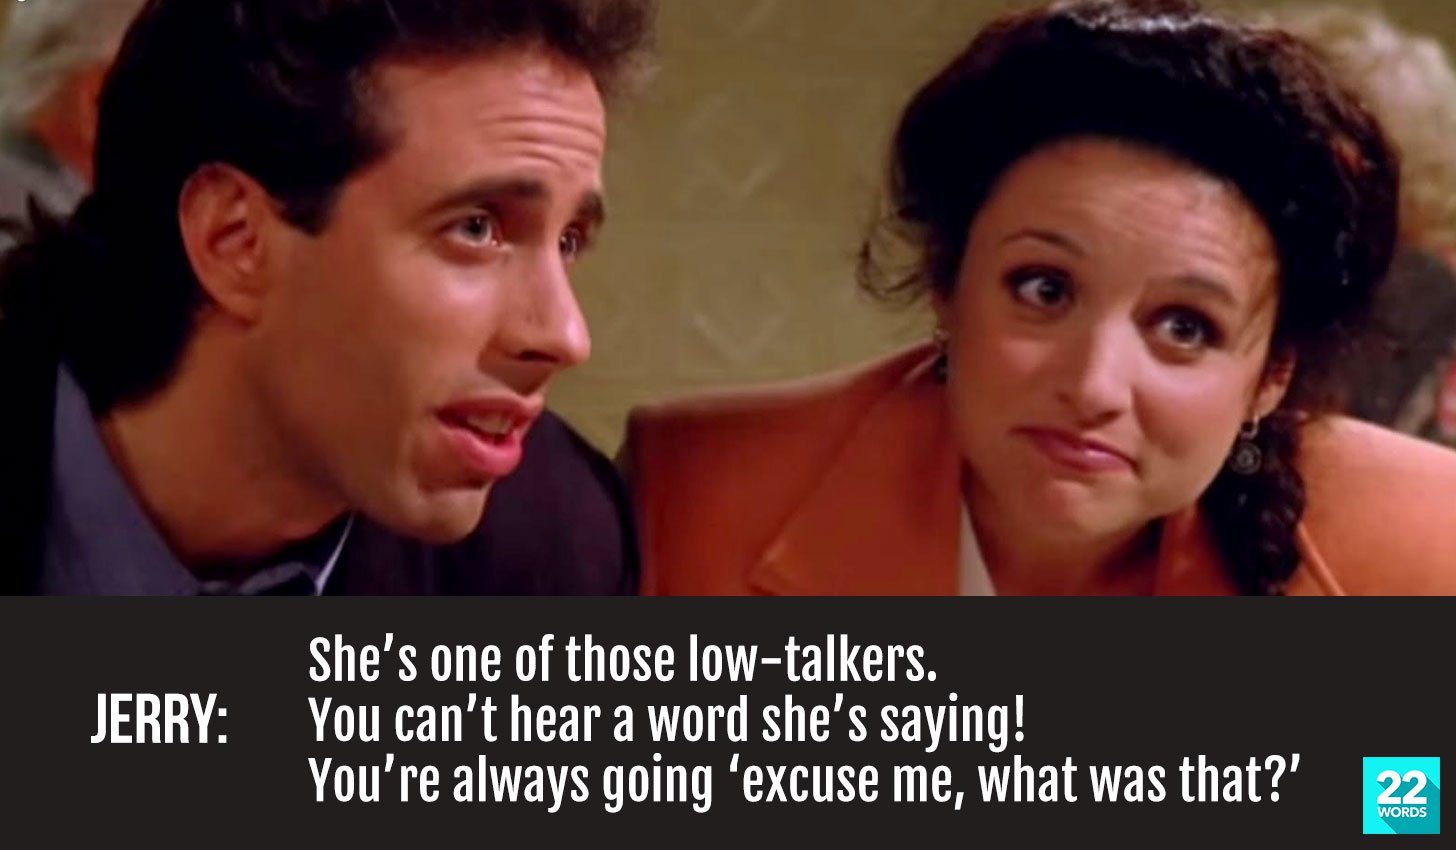 She’s one of those low-talkers.
JERRY: You can’t hear a word she’s saying!
You’re always going ‘excuse me, what was that?’
22
WORDS